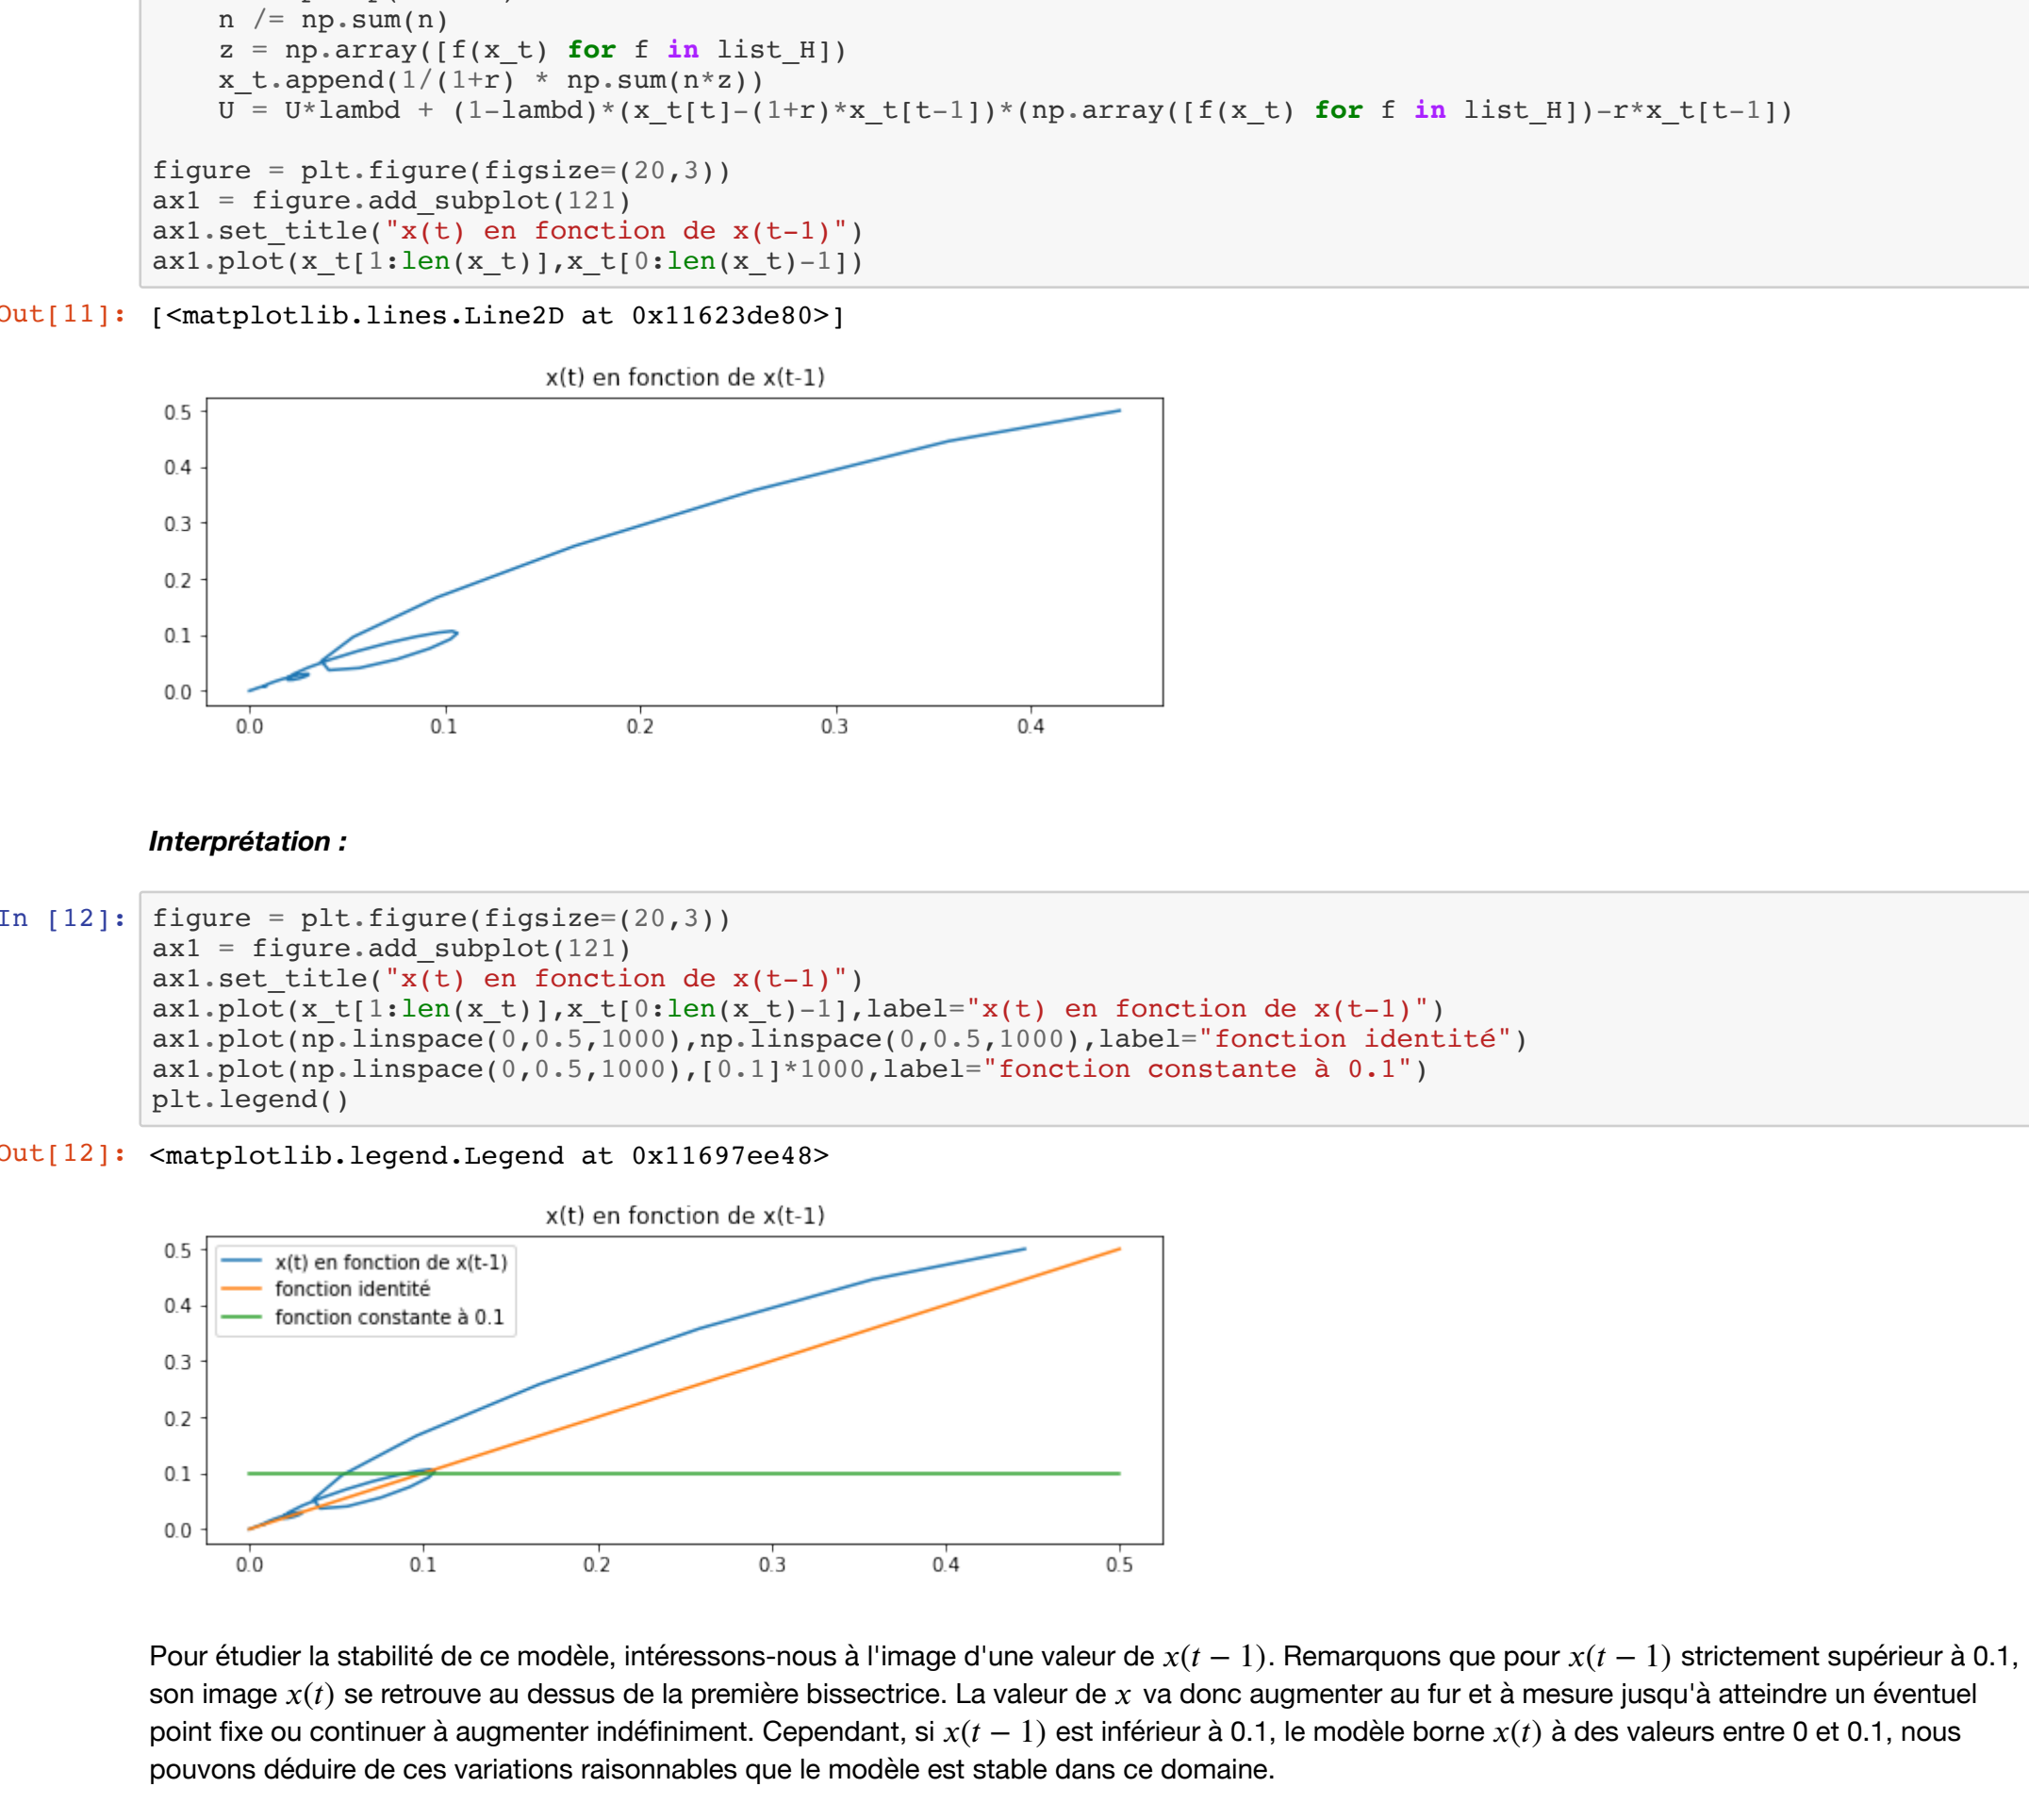 n /= np.sum(n)
z = np.array([f(x_t) for f in list_H])
x_t.append(1/(1+r) * np.sum(n*z))
U = U*lambd + (1-lambd)*(x_t[t]-(1+r)*x_t[t-1])*(np.array([f(x_t) for f in list_H])-r*x_t[t-1])
figure = plt.figure(figsize=(20,3))
ax1 = figure.add_subplot(121)
ax1.set_title("x(t) en fonction de x(t-1)")
ax1.plot(x_t[1:len(x_t)],x_t[0:len(x_t)-1])
Out[11]: [<matplotlib.lines.Line2D at 0x11623de80>]
x(t) en fonction de x(t-1)
0.5
0.4
0.3
0.2
0.1
0.0
0.0 0.1 0.2 0.3 0.4
Interprétation :
In [12]: figure = plt.figure(figsize=(20,3))
ax1 = figure.add_subplot(121)
ax1.set_title("x(t) en fonction de x(t-1)")
ax1.plot(x_t[1:len(x_t)],x_t[0:len(x_t)-1],label="x(t) en fonction de x(t-1)")
ax1.plot(np.linspace(0,0.5,1000),np.linspace(0,0.5,1000),label="fonction identité")
ax1.plot(np.linspace(0,0.5,1000),[0.1]*1000,label="fonction constante à 0.1")
plt.legend()
Out[12]: <matplotlib.legend.Legend at 0x11697ee48>
x(t) en fonction de x(t-1)
x(t) en fonction de x(t-1)
fonction identité
fonction constante à 0.1
0.5
0.4
0.3
0.2
0.1
0.0
0.0 0.1 0.2 0.3 0.4 0.5
Pour étudier la stabilité de ce modèle, intéressons-nous à l'image d'une valeur de x(t − 1). Remarquons que pour x(t − 1) strictement supérieur à 0.1,
son image x(t) se retrouve au dessus de la première bissectrice. La valeur de x va donc augmenter au fur et à mesure jusqu'à atteindre un éventuel
point fixe ou continuer à augmenter indéfiniment. Cependant, si x(t − 1) est inférieur à 0.1, le modèle borne x(t) à des valeurs entre 0 et 0.1, nous
pouvons déduire de ces variations raisonnables que le modèle est stable dans ce domaine.